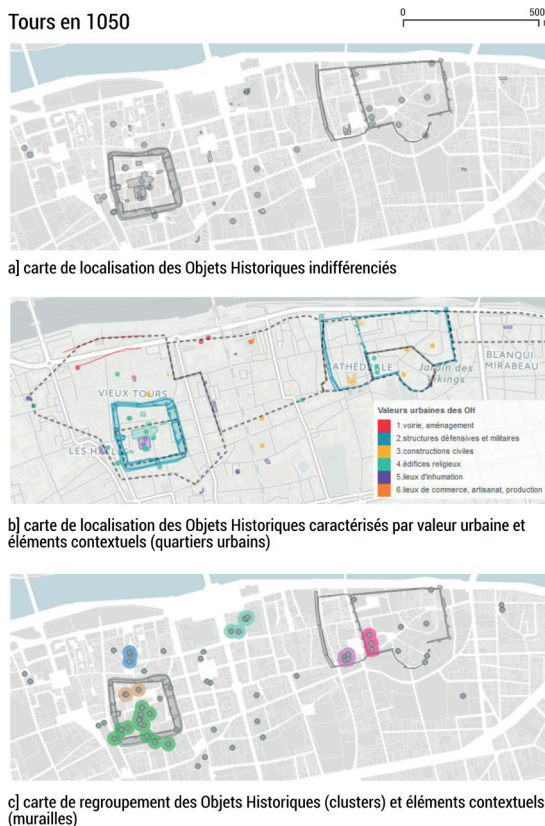 Tours en 1050
0 500
a] carte de localisation des Objets Historiques indifférenciés
VIEUX TOURS
LES HALLES
CATHÉDRALE
Jardin des
Vikings
BLANQUI
MIRABEAU
Valeurs urbaines des OH
1.voirie, aménagement
2.structures défensives et militaires
3.constructions civiles
4.édifices religieux
5.lieux d'inhumation
6.lieux de commerce, artisanat, production
b] carte de localisation des Objets Historiques caractérisés par valeur urbaine et
éléments contextuels (quartiers urbains)
c] carte de regroupement des Objets Historiques (clusters) et éléments contextuels
(murailles)